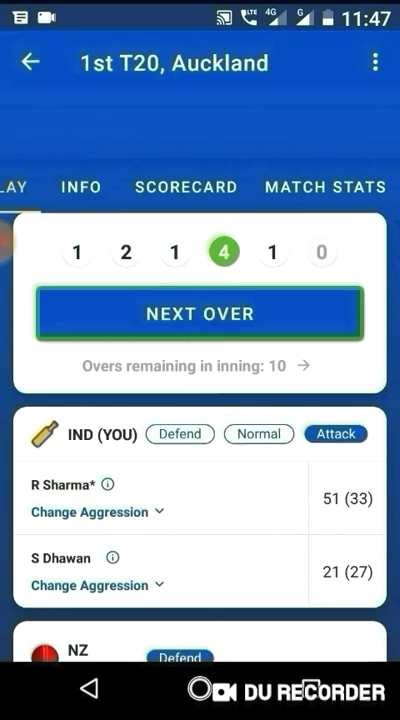 LTE 4G G 11:47
1st T20, Auckland
LAY INFO SCORECARD MATCH STATS
1 2 1 4 1 0
NEXT OVER
Overs remaining in inning: 10
IND (YOU) Defend Normal Attack
R Sharma*
51 (33)
Change Aggression
S Dhawan
21 (27)
Change Aggression
NZ
Defend
DU RECORDER